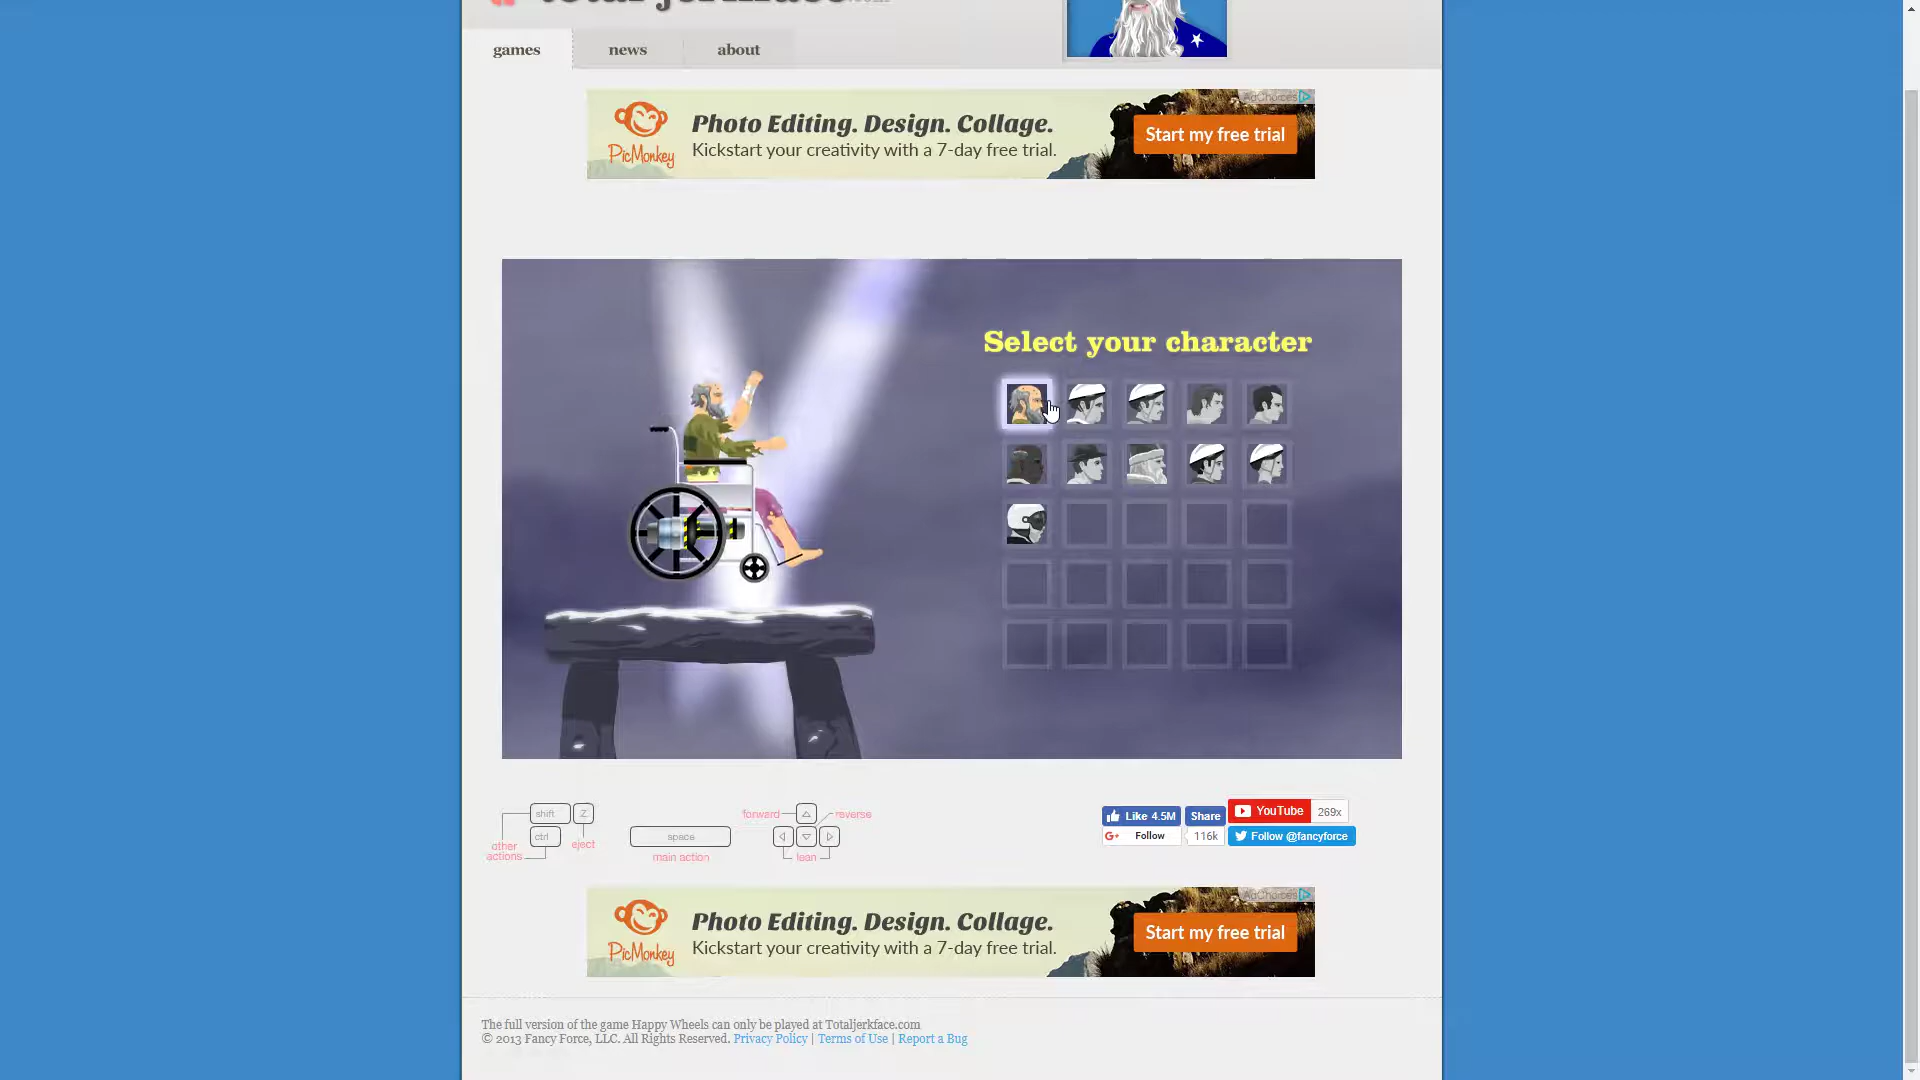 games
news
about
AdChoices
PicMonkey
Photo Editing. Design. Collage.
Kickstart your creativity with a 7-day free trial.
Start my free trial
Select your character
shift
Z
ctrl
other
actions
eject
space
main action
forward
reverse
lean
Like 4.5M
Share
YouTube
269x
G+ Follow
116k
Follow @fancyforce
AdChoices
PicMonkey
Photo Editing. Design. Collage.
Kickstart your creativity with a 7-day free trial.
Start my free trial
The full version of the game Happy Wheels can only be played at Totaljerkface.com
© 2013 Fancy Force, LLC. All Rights Reserved. Privacy Policy | Terms of Use | Report a Bug